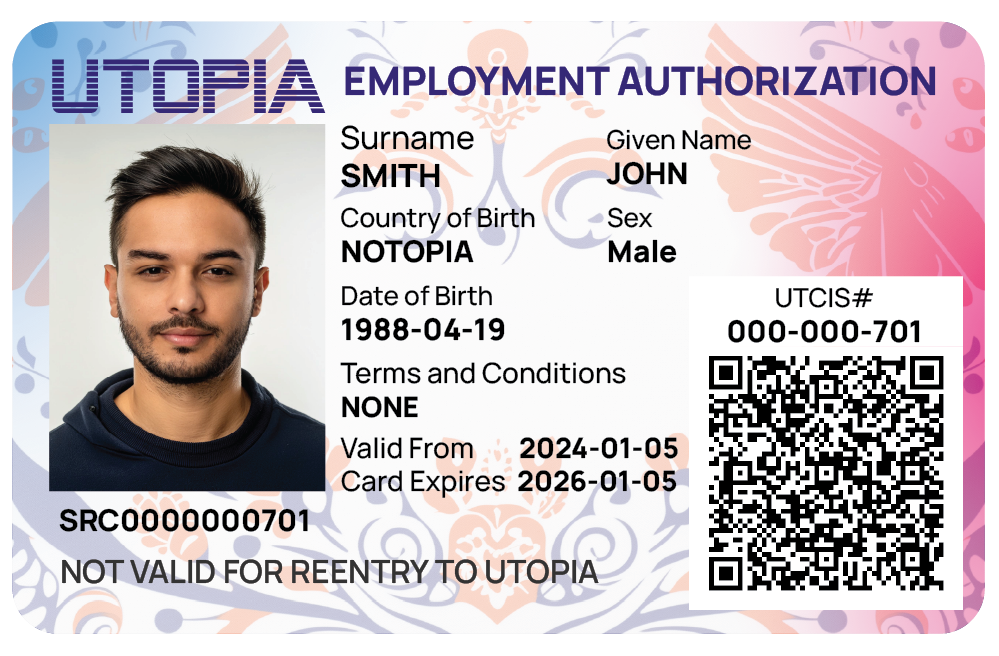 UTOPIA EMPLOYMENT AUTHORIZATION
Surname
SMITH
Given Name
JOHN
Country of Birth
NOTOPIA
Sex
Male
Date of Birth
1988-04-19
UTCIS#
000-000-701
Terms and Conditions
NONE
Valid From 2024-01-05
Card Expires 2026-01-05
SRC0000000701
NOT VALID FOR REENTRY TO UTOPIA